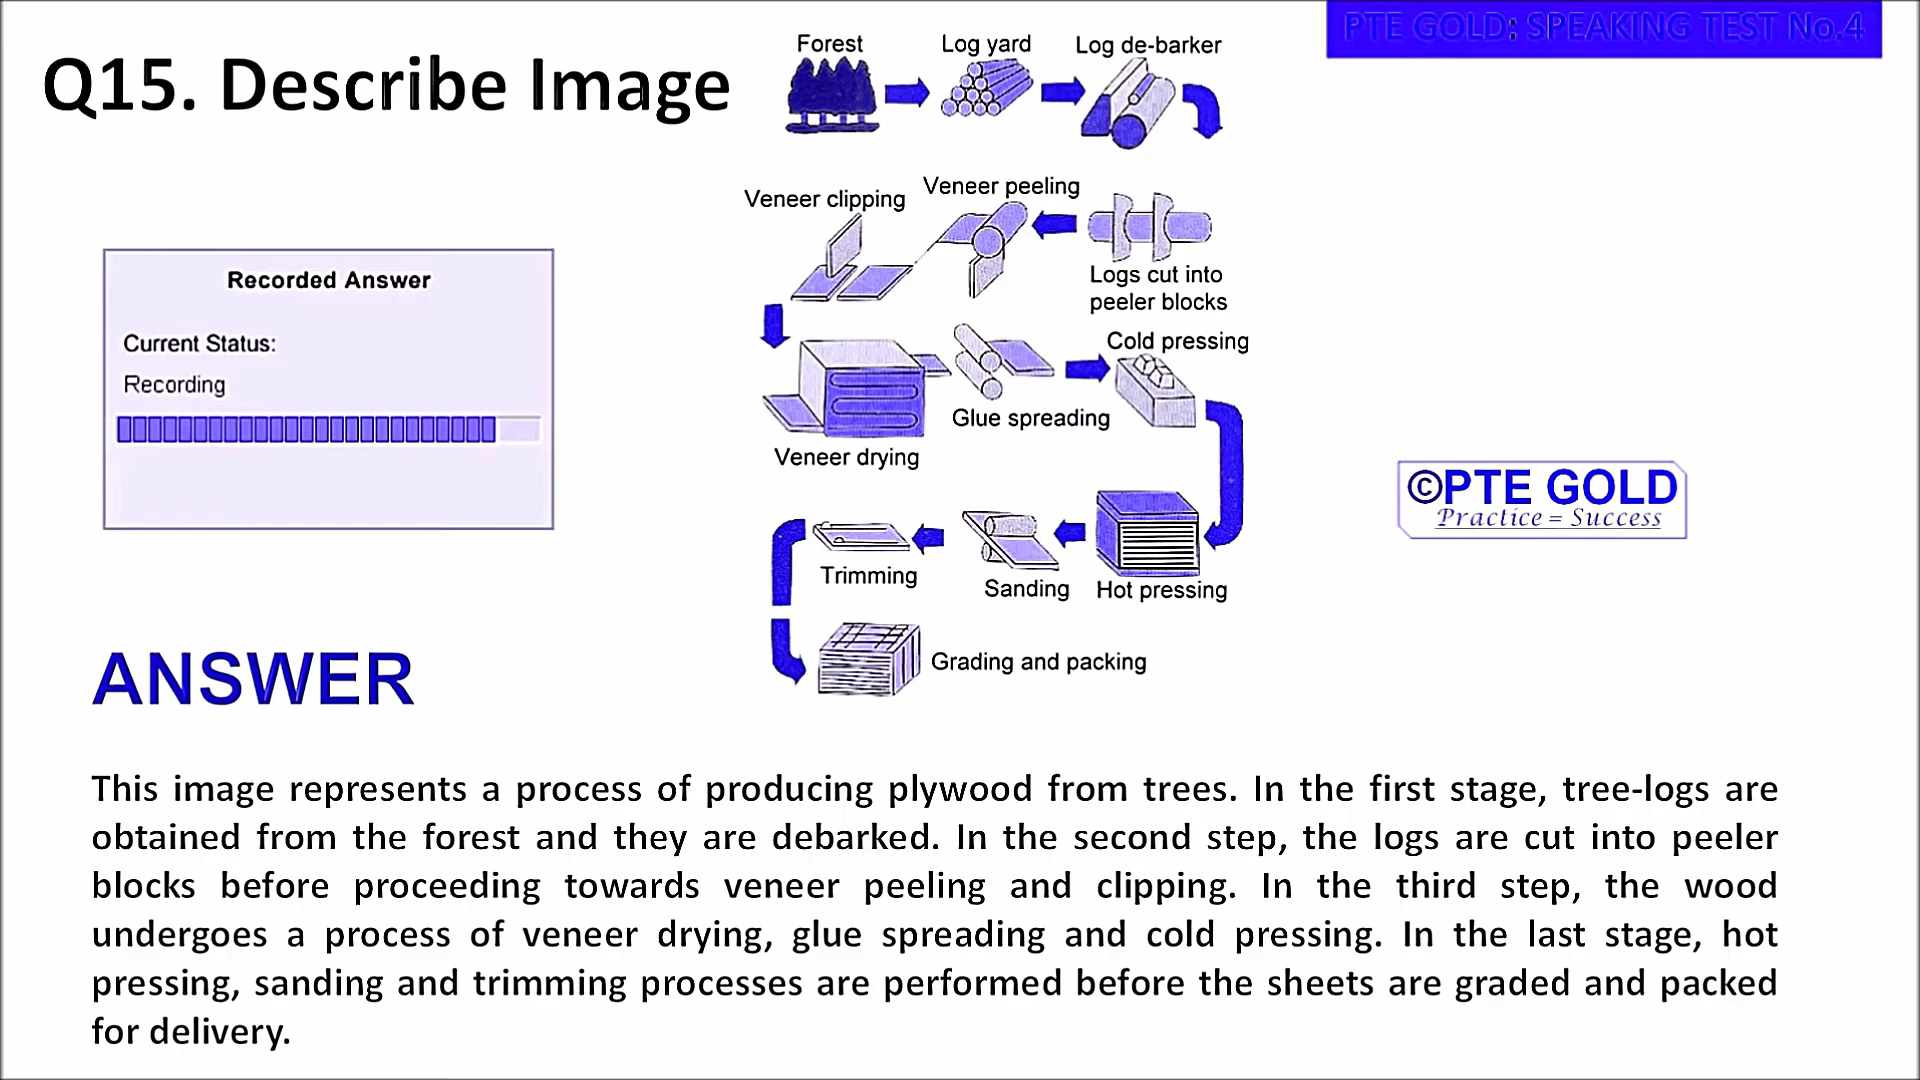 PTE GOLD: SPEAKING TEST No.4
Q15. Describe Image
Forest
Log yard
Log de-barker
Veneer clipping
Veneer peeling
Logs cut into
peeler blocks
Recorded Answer
Current Status:
Recording
Cold pressing
Glue spreading
Veneer drying
©PTE GOLD
Practice = Success
Trimming
Sanding
Hot pressing
Grading and packing
ANSWER
This image represents a process of producing plywood from trees. In the first stage, tree-logs are
obtained from the forest and they are debarked. In the second step, the logs are cut into peeler
blocks before proceeding towards veneer peeling and clipping. In the third step, the wood
undergoes a process of veneer drying, glue spreading and cold pressing. In the last stage, hot
pressing, sanding and trimming processes are performed before the sheets are graded and packed
for delivery.